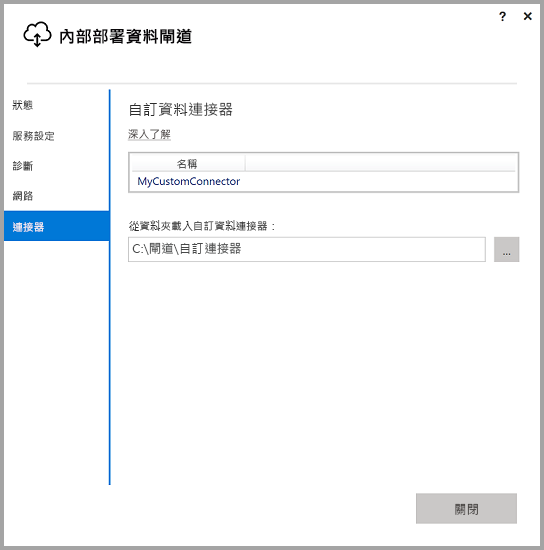 ? ×
內部部署資料閘道
狀態
服務設定
診斷
網路
連接器
自訂資料連接器
深入了解
名稱
MyCustomConnector
從資料夾載入自訂資料連接器：
C:\閘道\自訂連接器
...
關閉